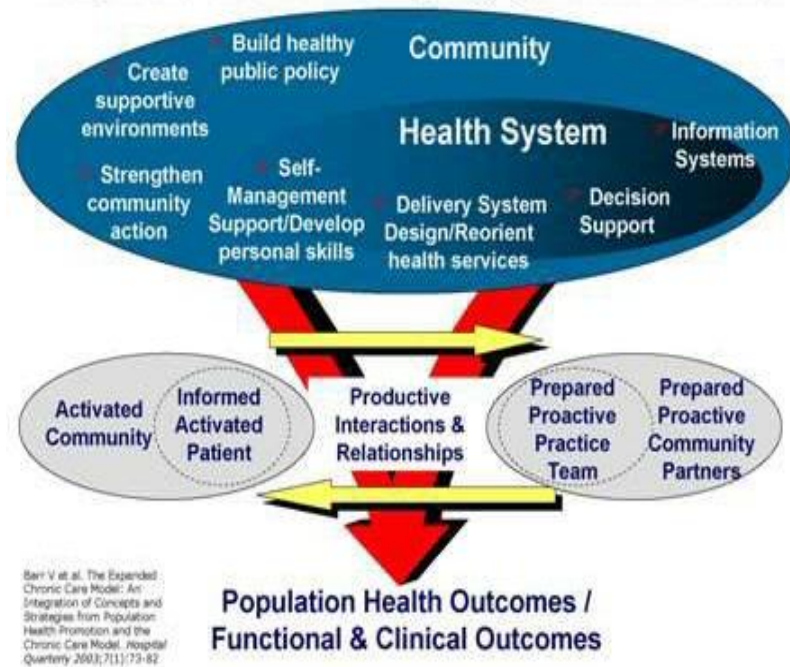 Build healthy
public policy
Community
Create
supportive
environments
Health System
Information
Systems
Strengthen
community
action
Self-
Management
Support/Develop
personal skills
Delivery System
Design/Reorient
health services
Decision
Support
Activated
Community
Informed
Activated
Patient
Productive
Interactions &
Relationships
Prepared
Proactive
Practice
Team
Prepared
Proactive
Community
Partners
Population Health Outcomes /
Functional & Clinical Outcomes
Barr V et al. The Expanded
Chronic Care Model: An
Integration of Concepts and
Strategies from Population
Health Promotion and the
Chronic Care Model. Hospital
Quarterly 2003;7(1):73-82